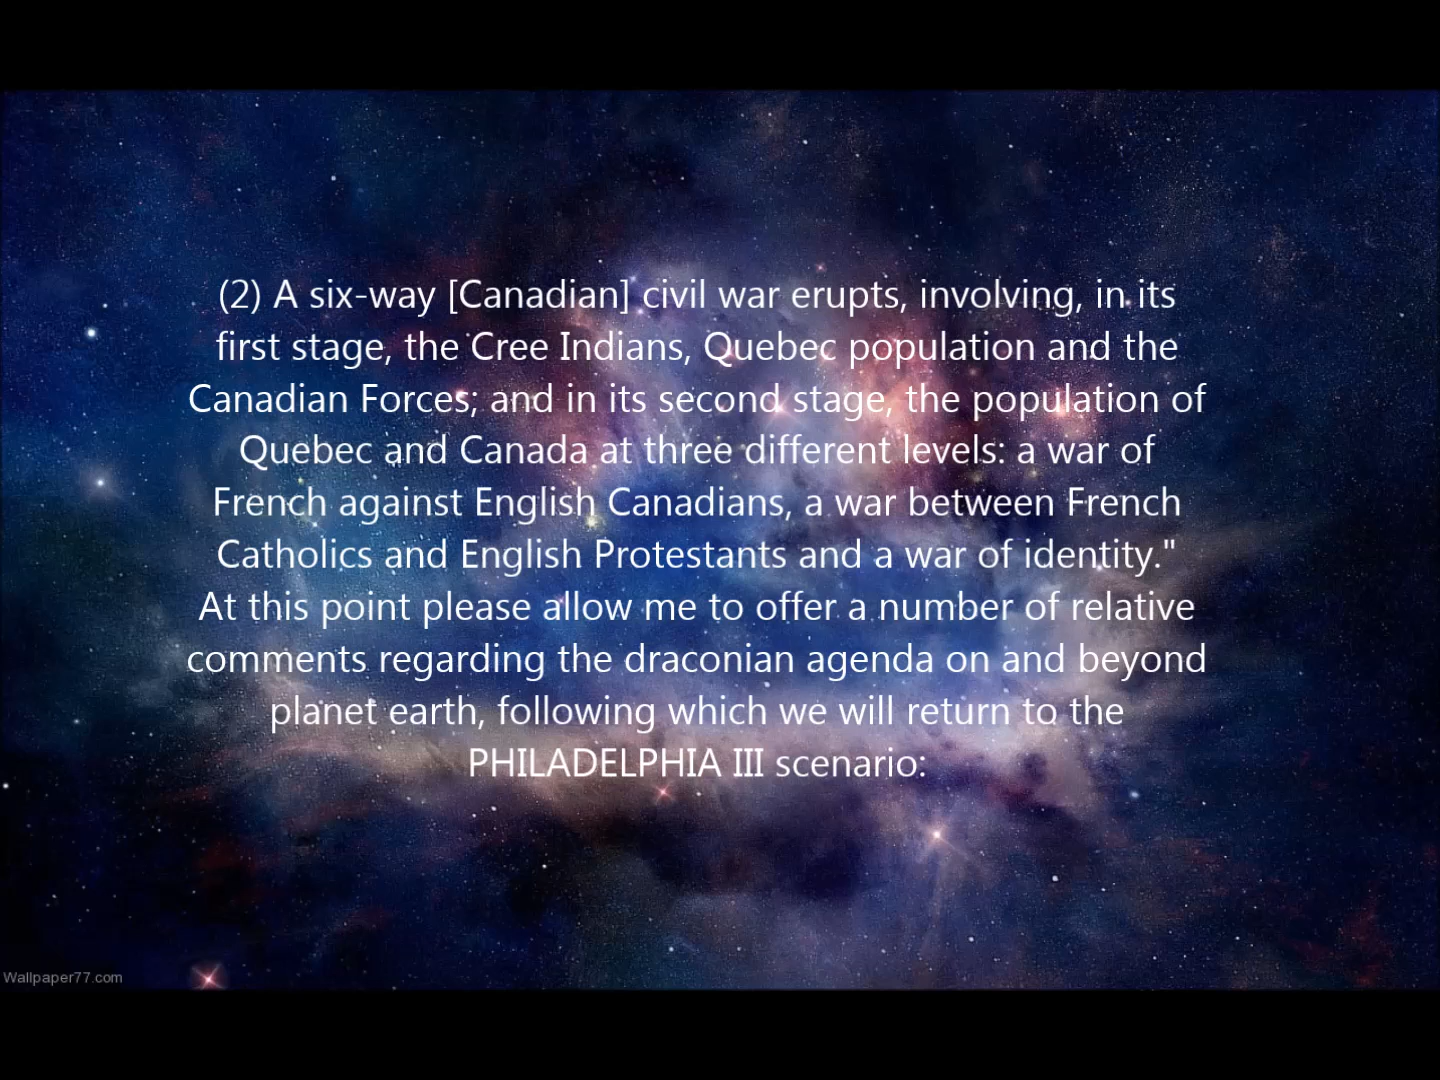 (2) A six-way [Canadian] civil war erupts, involving, in its
first stage, the Cree Indians, Quebec population and the
Canadian Forces; and in its second stage, the population of
Quebec and Canada at three different levels: a war of
French against English Canadians, a war between French
Catholics and English Protestants and a war of identity."
At this point please allow me to offer a number of relative
comments regarding the draconian agenda on and beyond
planet earth, following which we will return to the
PHILADELPHIA III scenario:
Wallpaper77.com